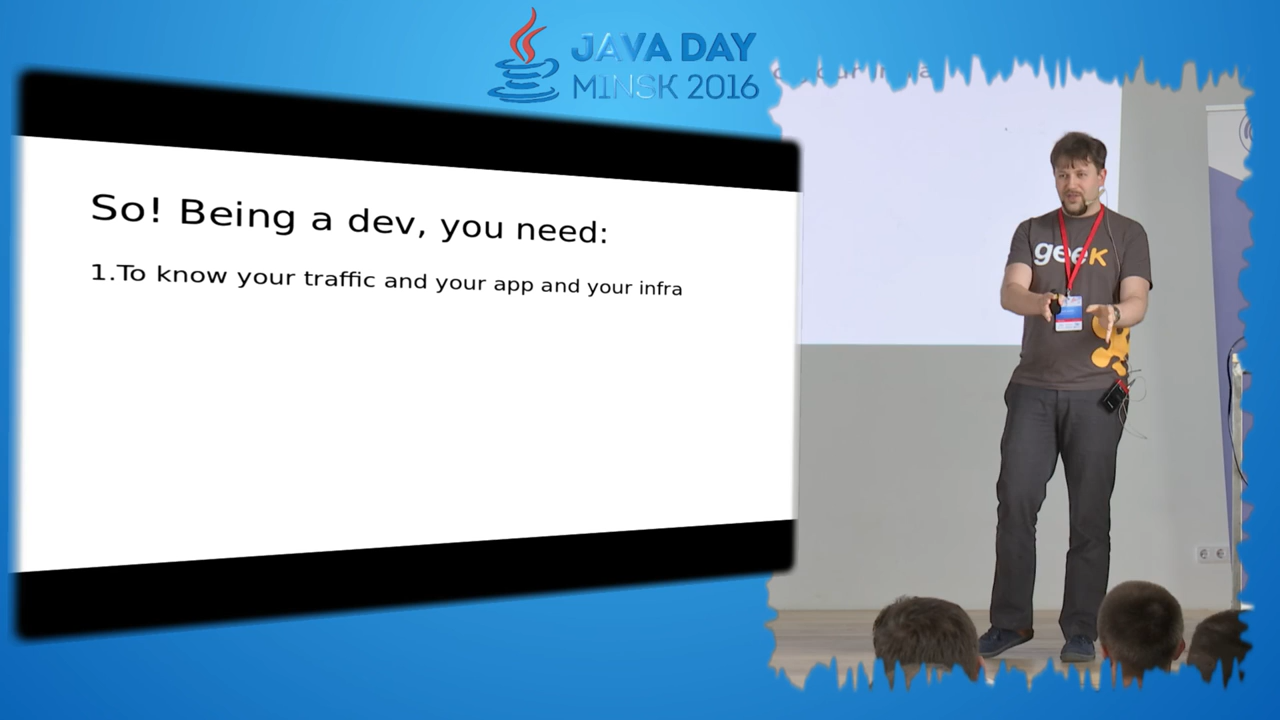 JAVA DAY
MINSK 2016
So! Being a dev, you need:
1.To know your traffic and your app and your infra
geek